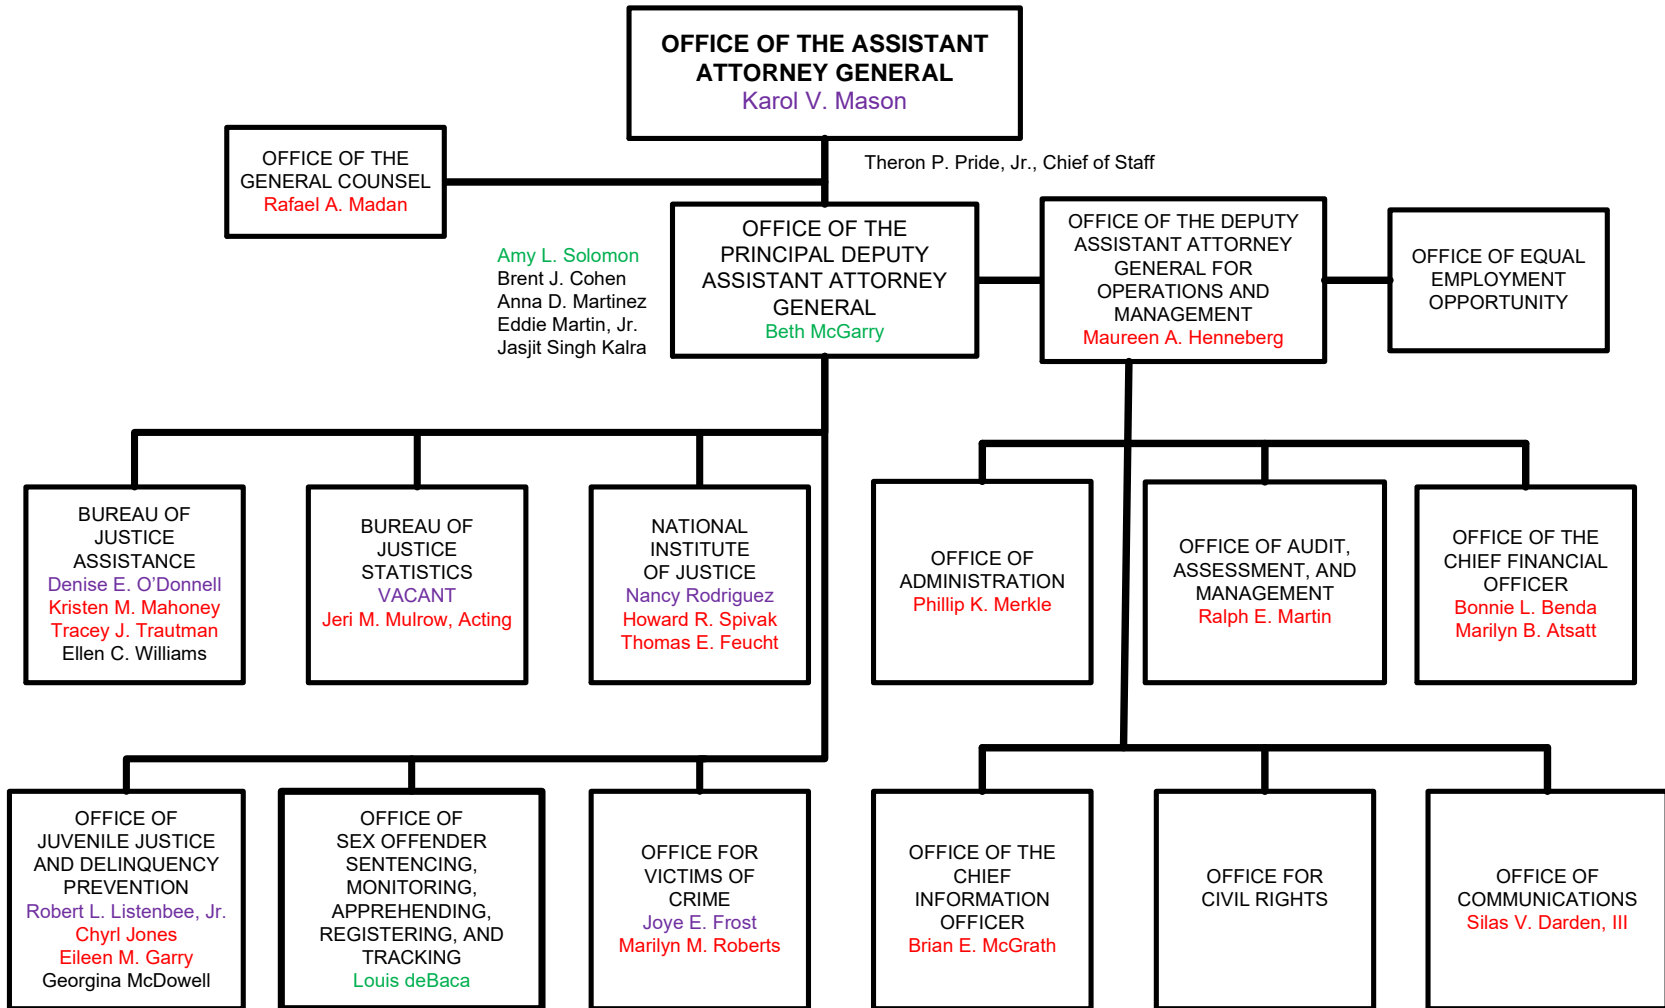 OFFICE OF THE ASSISTANT
ATTORNEY GENERAL
Karol V. Mason
OFFICE OF THE
GENERAL COUNSEL
Rafael A. Madan
Theron P. Pride, Jr., Chief of Staff
Amy L. Solomon
Brent J. Cohen
Anna D. Martinez
Eddie Martin, Jr.
Jasjit Singh Kalra
OFFICE OF THE
PRINCIPAL DEPUTY
ASSISTANT ATTORNEY
GENERAL
Beth McGarry
OFFICE OF THE DEPUTY
ASSISTANT ATTORNEY
GENERAL FOR
OPERATIONS AND
MANAGEMENT
Maureen A. Henneberg
OFFICE OF EQUAL
EMPLOYMENT
OPPORTUNITY
BUREAU OF
JUSTICE
ASSISTANCE
Denise E. O’Donnell
Kristen M. Mahoney
Tracey J. Trautman
Ellen C. Williams
BUREAU OF
JUSTICE
STATISTICS
VACANT
Jeri M. Mulrow, Acting
NATIONAL
INSTITUTE
OF JUSTICE
Nancy Rodriguez
Howard R. Spivak
Thomas E. Feucht
OFFICE OF
ADMINISTRATION
Phillip K. Merkle
OFFICE OF AUDIT,
ASSESSMENT, AND
MANAGEMENT
Ralph E. Martin
OFFICE OF THE
CHIEF FINANCIAL
OFFICER
Bonnie L. Benda
Marilyn B. Atsatt
OFFICE OF
JUVENILE JUSTICE
AND DELINQUENCY
PREVENTION
Robert L. Listenbee, Jr.
Chyrl Jones
Eileen M. Garry
Georgina McDowell
OFFICE OF
SEX OFFENDER
SENTENCING,
MONITORING,
APPREHENDING,
REGISTERING, AND
TRACKING
Louis deBaca
OFFICE FOR
VICTIMS OF
CRIME
Joye E. Frost
Marilyn M. Roberts
OFFICE OF THE
CHIEF
INFORMATION
OFFICER
Brian E. McGrath
OFFICE FOR
CIVIL RIGHTS
OFFICE OF
COMMUNICATIONS
Silas V. Darden, III